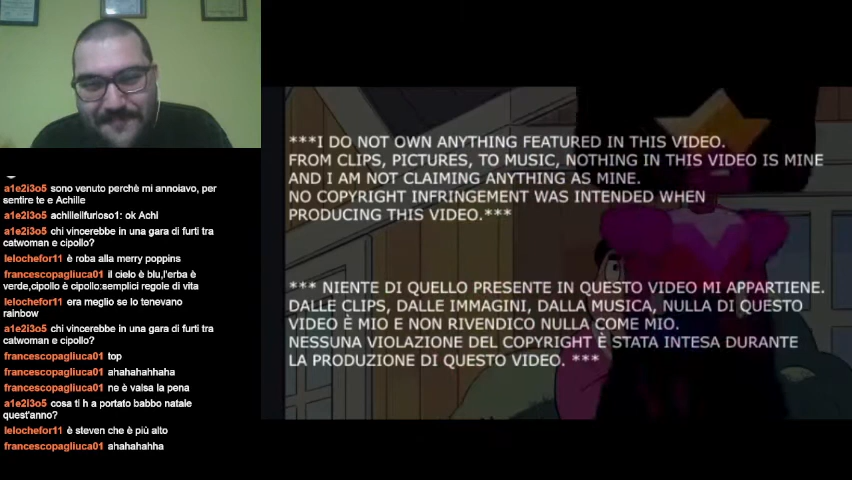 a1e2i3o5 sono venuto perchè mi annoiavo, per
sentire te e Achille
a1e2i3o5 achilleilfurioso1: ok Achi
a1e2i3o5 chi vincerebbe in una gara di furti tra
catwoman e cipollo?
lelochefor11 è roba alla merry poppins
francescopagliuca01 il cielo è blu,l'erba è
verde,cipollo è cipollo:semplici regole di vita
lelochefor11 era meglio se lo tenevano
rainbow
a1e2i3o5 chi vincerebbe in una gara di furti tra
catwoman e cipollo?
francescopagliuca01 top
francescopagliuca01 ahahahahhaha
francescopagliuca01 ne è valsa la pena
a1e2i3o5 cosa ti h a portato babbo natale
quest'anno?
lelochefor11 è steven che è più alto
francescopagliuca01 ahahahahha
***I DO NOT OWN ANYTHING FEATURED IN THIS VIDEO.
FROM CLIPS, PICTURES, TO MUSIC, NOTHING IN THIS VIDEO IS MINE
AND I AM NOT CLAIMING ANYTHING AS MINE.
NO COPYRIGHT INFRINGEMENT WAS INTENDED WHEN
PRODUCING THIS VIDEO.***
*** NIENTE DI QUELLO PRESENTE IN QUESTO VIDEO MI APPARTIENE.
DALLE CLIPS, DALLE IMMAGINI, DALLA MUSICA, NULLA DI QUESTO
VIDEO È MIO E NON RIVENDICO NULLA COME MIO.
NESSUNA VIOLAZIONE DEL COPYRIGHT È STATA INTESA DURANTE
LA PRODUZIONE DI QUESTO VIDEO. ***